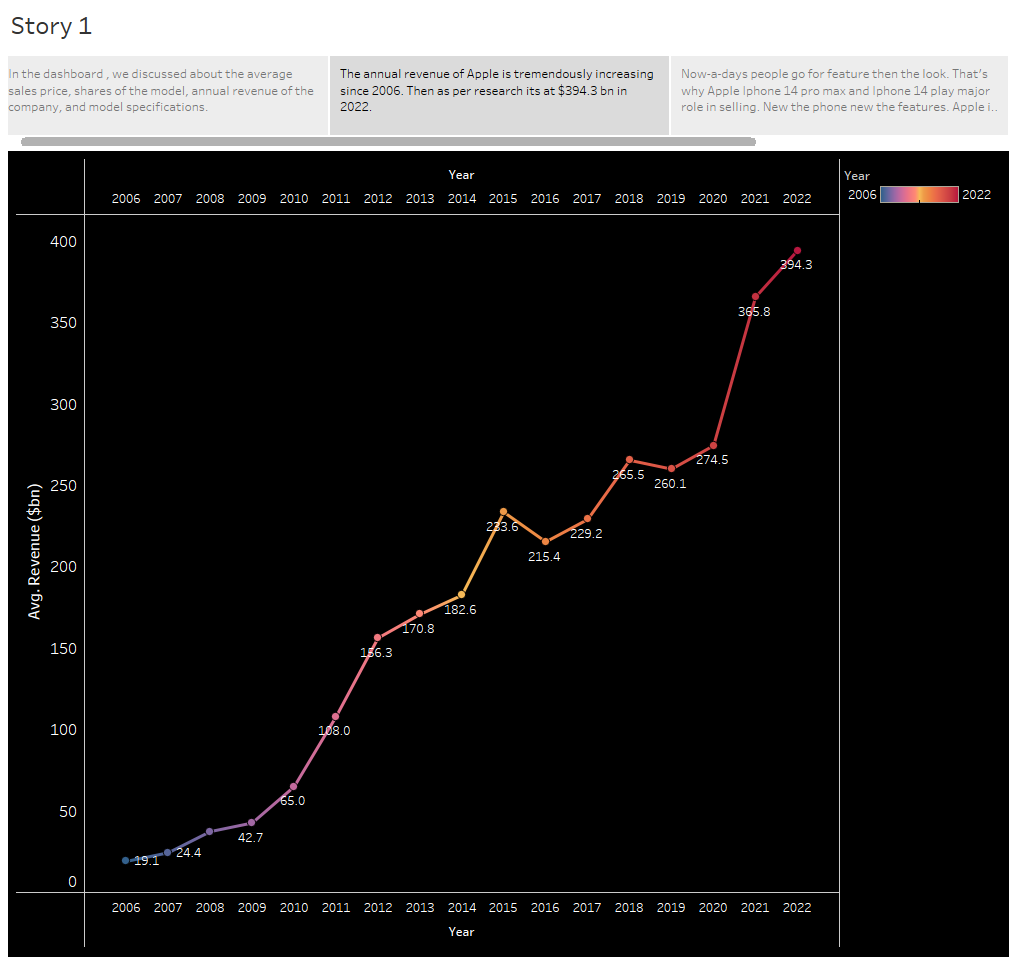 Story 1
In the dashboard , we discussed about the average
sales price, shares of the model, annual revenue of the
company, and model specifications.
The annual revenue of Apple is tremendously increasing
since 2006. Then as per research its at $394.3 bn in
2022.
Now-a-days people go for feature then the look. That's
why Apple Iphone 14 pro max and Iphone 14 play major
role in selling. New the phone new the features. Apple i..
Year
2006 2007 2008 2009 2010 2011 2012 2013 2014 2015 2016 2017 2018 2019 2020 2021 2022
Year
2006 2022
400
350
300
250
200
150
100
50
0
Avg. Revenue ($bn)
19.1
24.4
42.7
65.0
108.0
156.3
170.8
182.6
233.6
215.4
229.2
265.5
260.1
274.5
365.8
394.3
2006 2007 2008 2009 2010 2011 2012 2013 2014 2015 2016 2017 2018 2019 2020 2021 2022
Year